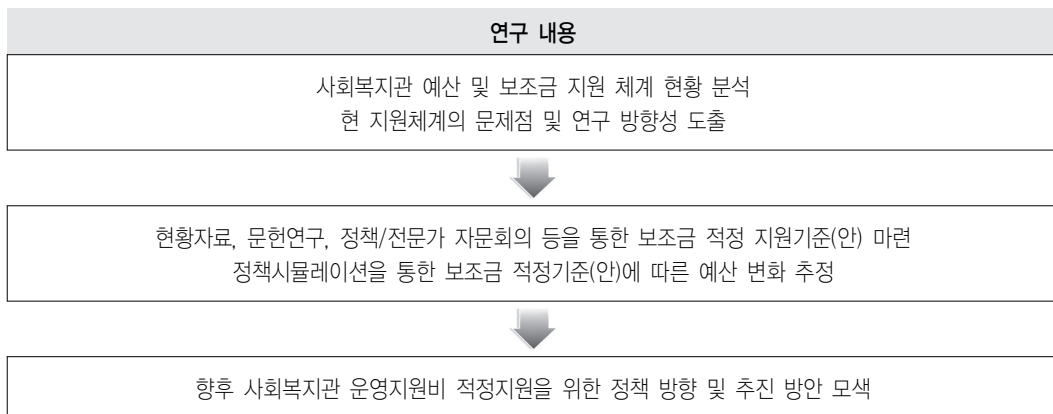 연구 내용
사회복지관 예산 및 보조금 지원 체계 현황 분석
현 지원체계의 문제점 및 연구 방향성 도출
현황자료, 문헌연구, 정책/전문가 자문회의 등을 통한 보조금 적정 지원기준(안) 마련
정책시뮬레이션을 통한 보조금 적정기준(안)에 따른 예산 변화 추정
향후 사회복지관 운영지원비 적정지원을 위한 정책 방향 및 추진 방안 모색